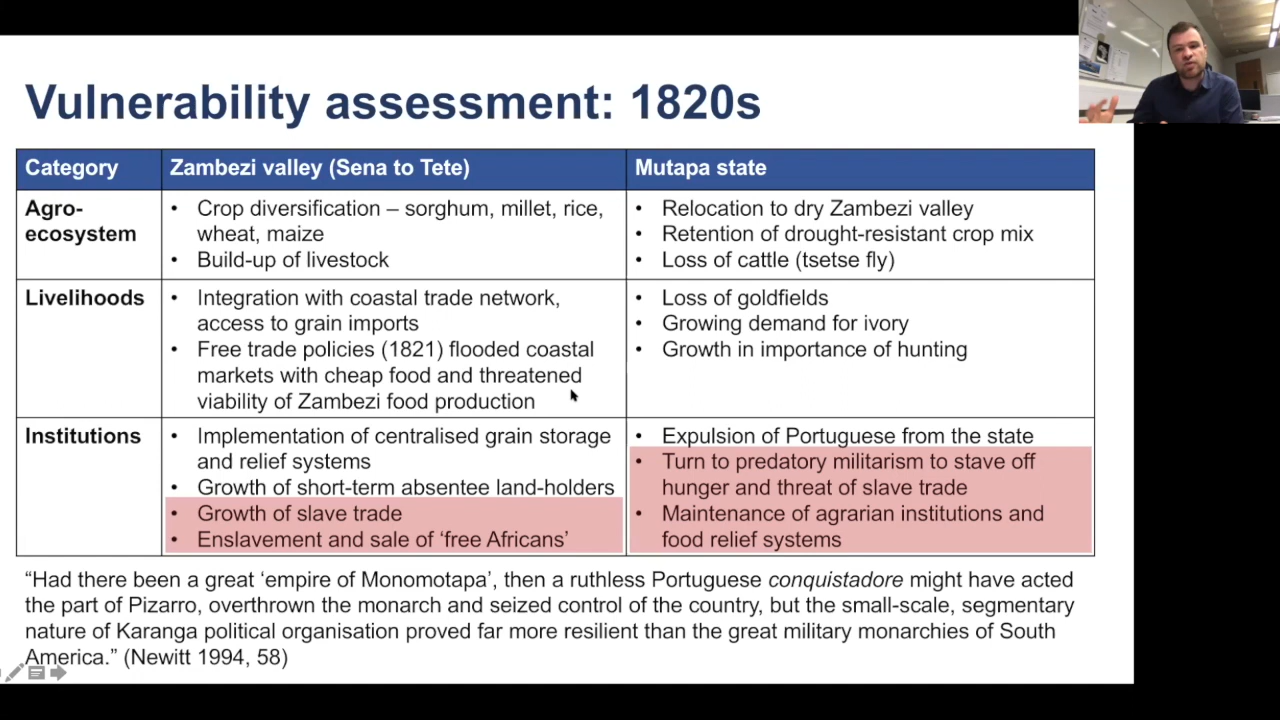 Vulnerability assessment: 1820s
Category
Zambezi valley (Sena to Tete)
Mutapa state
Agro-
ecosystem
• Crop diversification – sorghum, millet, rice,
wheat, maize
• Build-up of livestock
• Relocation to dry Zambezi valley
• Retention of drought-resistant crop mix
• Loss of cattle (tsetse fly)
Livelihoods
• Integration with coastal trade network,
access to grain imports
• Free trade policies (1821) flooded coastal
markets with cheap food and threatened
viability of Zambezi food production
• Loss of goldfields
• Growing demand for ivory
• Growth in importance of hunting
Institutions
• Implementation of centralised grain storage
and relief systems
• Growth of short-term absentee land-holders
• Growth of slave trade
• Enslavement and sale of ‘free Africans’
• Expulsion of Portuguese from the state
• Turn to predatory militarism to stave off
hunger and threat of slave trade
• Maintenance of agrarian institutions and
food relief systems
“Had there been a great ‘empire of Monomotapa’, then a ruthless Portuguese conquistadore might have acted
the part of Pizarro, overthrown the monarch and seized control of the country, but the small-scale, segmentary
nature of Karanga political organisation proved far more resilient than the great military monarchies of South
America.” (Newitt 1994, 58)